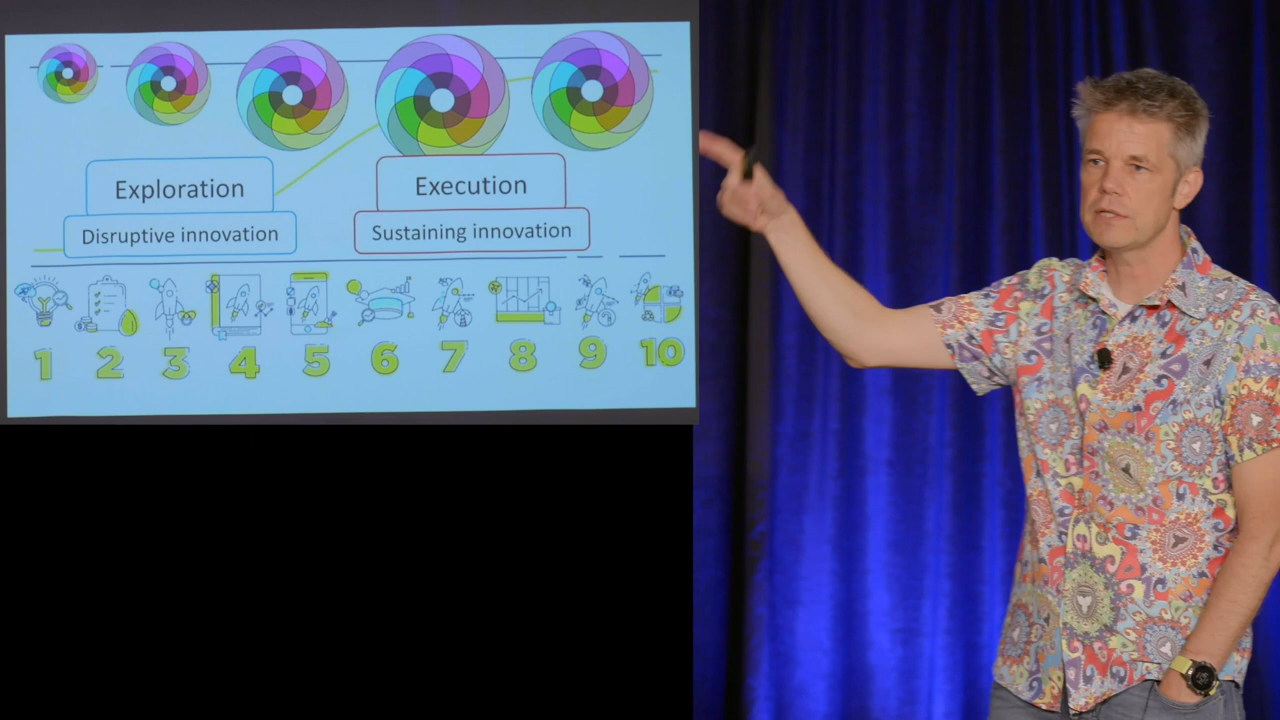 Exploration
Execution
Disruptive innovation
Sustaining innovation
1 2 3 4 5 6 7 8 9 10